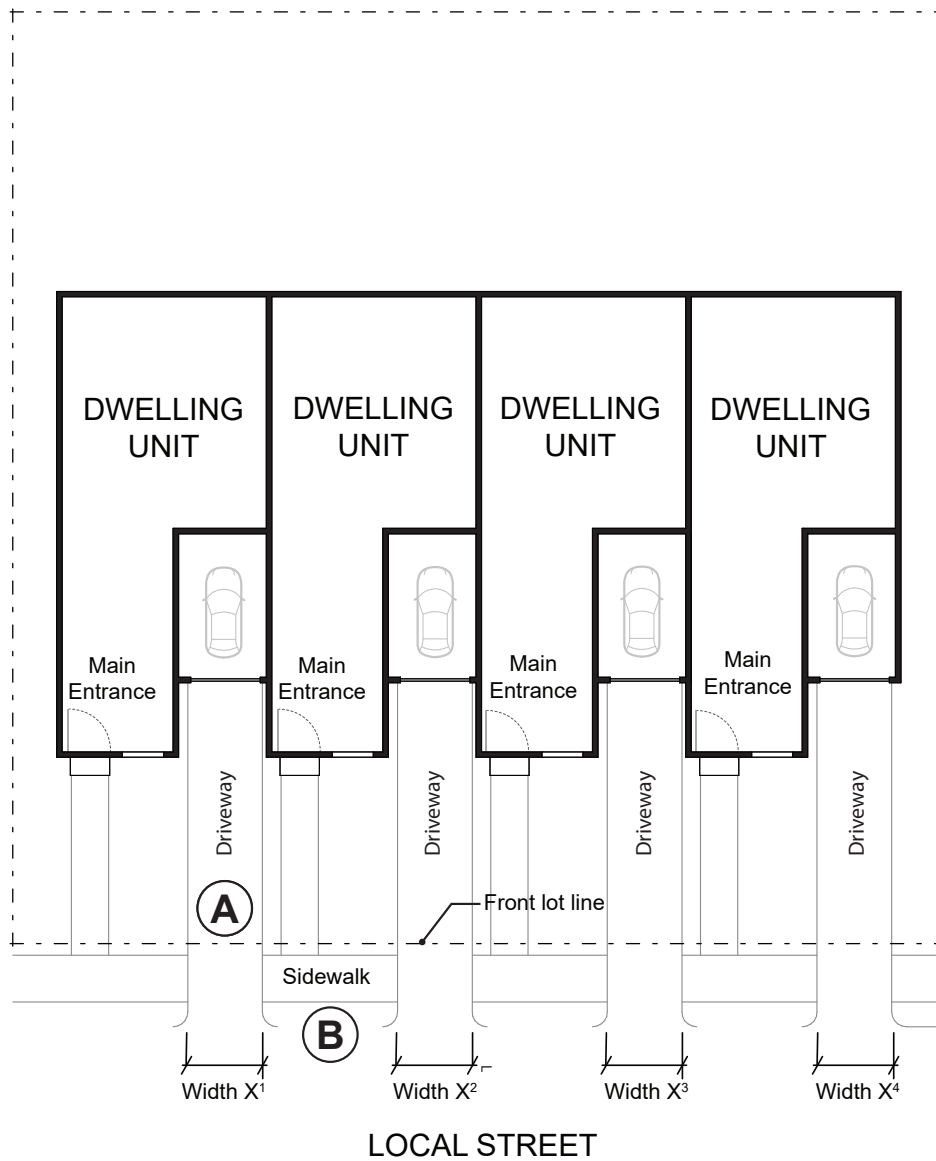 DWELLING
UNIT
DWELLING
UNIT
DWELLING
UNIT
DWELLING
UNIT
Main
Entrance
Main
Entrance
Main
Entrance
Main
Entrance
Driveway
Driveway
Driveway
Driveway
A
Front lot line
Sidewalk
B
Width X¹
Width X²
Width X³
Width X⁴
LOCAL STREET